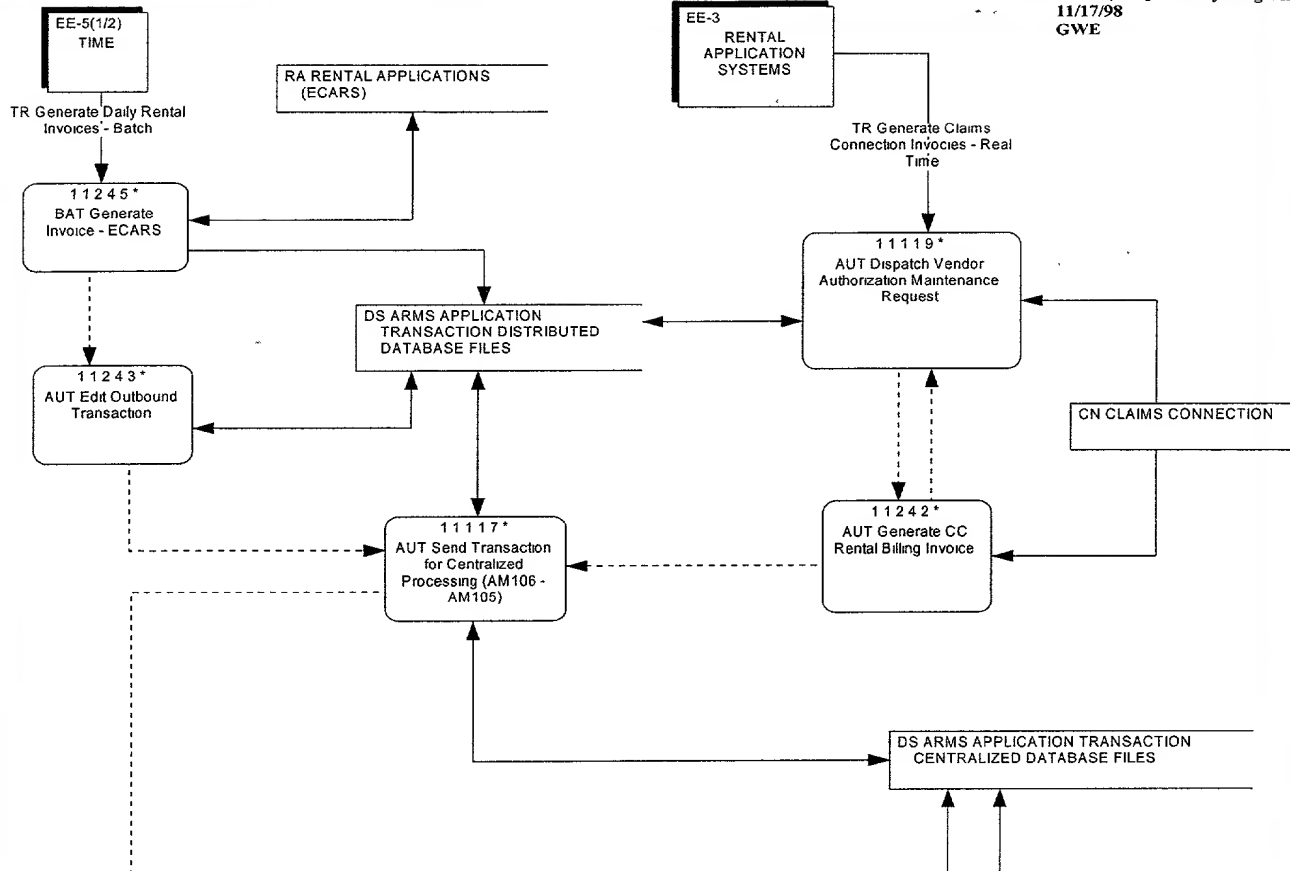 11/17/98
GWE
EE-5(1/2)
TIME
EE-3
RENTAL
APPLICATION
SYSTEMS
RA RENTAL APPLICATIONS
(ECARS)
TR Generate Daily Rental
Invoices - Batch
TR Generate Claims
Connection Invocies - Real
Time
11245*
BAT Generate
Invoice - ECARS
11119*
AUT Dispatch Vendor
Authorization Maintenance
Request
DS ARMS APPLICATION
TRANSACTION DISTRIBUTED
DATABASE FILES
11243*
AUT Edit Outbound
Transaction
CN CLAIMS CONNECTION
11242*
AUT Generate CC
Rental Billing Invoice
11117*
AUT Send Transaction
for Centralized
Processing (AM106 -
AM105)
DS ARMS APPLICATION TRANSACTION
CENTRALIZED DATABASE FILES